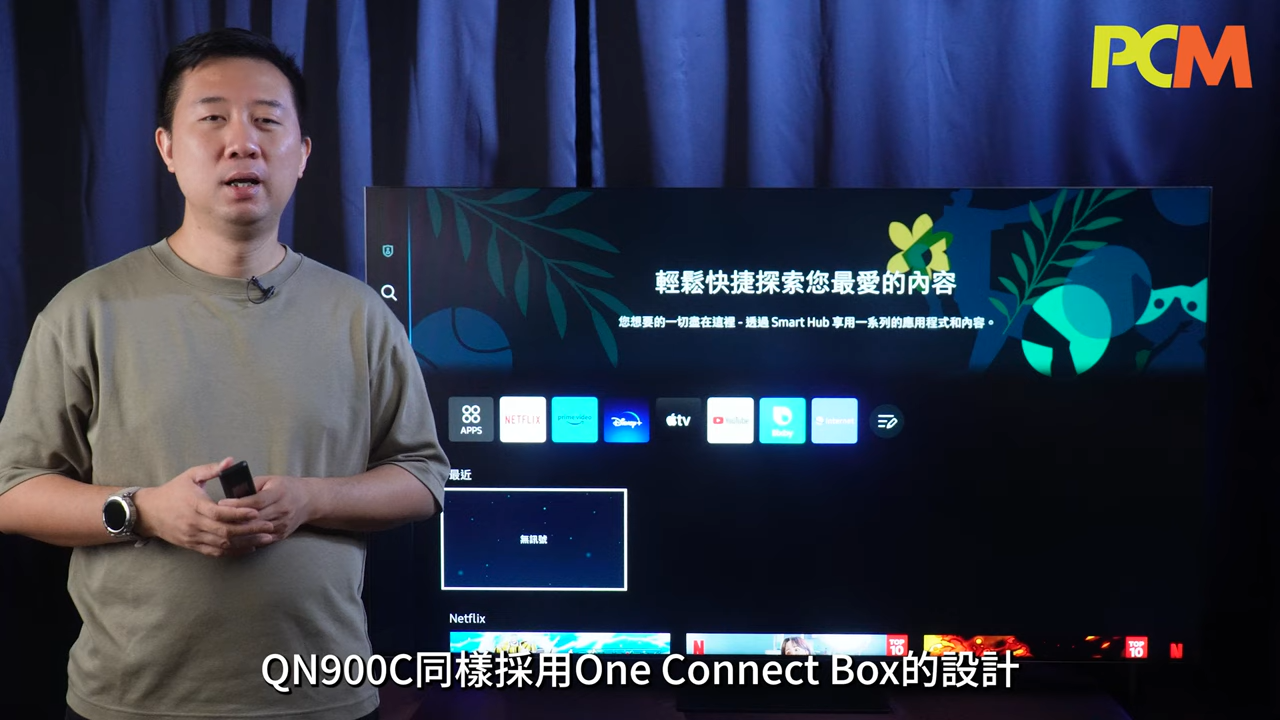 PCM
輕鬆快捷探索您最愛的內容
您想要的一切盡在這裡 - 透過 Smart Hub 享用一系列的應用程式和內容。
APPS
NETFLIX
prime video
Disney+
tv
YouTube
Bixby
Internet
最近
無訊號
Netflix
N
TOP 10
TOP 10
N
QN900C同樣採用One Connect Box的設計